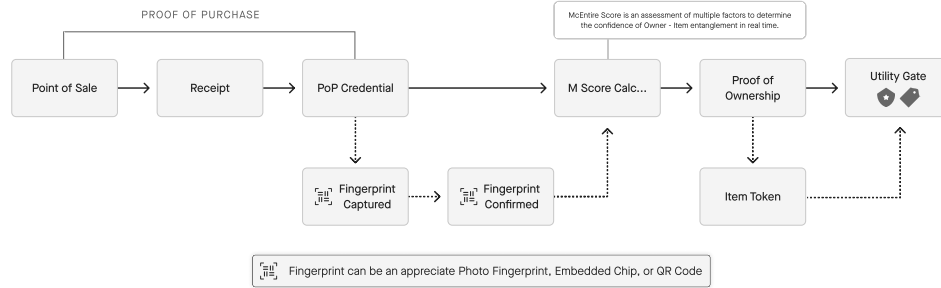 PROOF OF PURCHASE
McEntire Score is an assessment of multiple factors to determine
the confidence of Owner - Item entanglement in real time.
Point of Sale
Receipt
PoP Credential
M Score Calc...
Proof of
Ownership
Utility Gate
Fingerprint
Captured
Fingerprint
Confirmed
Item Token
Fingerprint can be an appreciate Photo Fingerprint, Embedded Chip, or QR Code